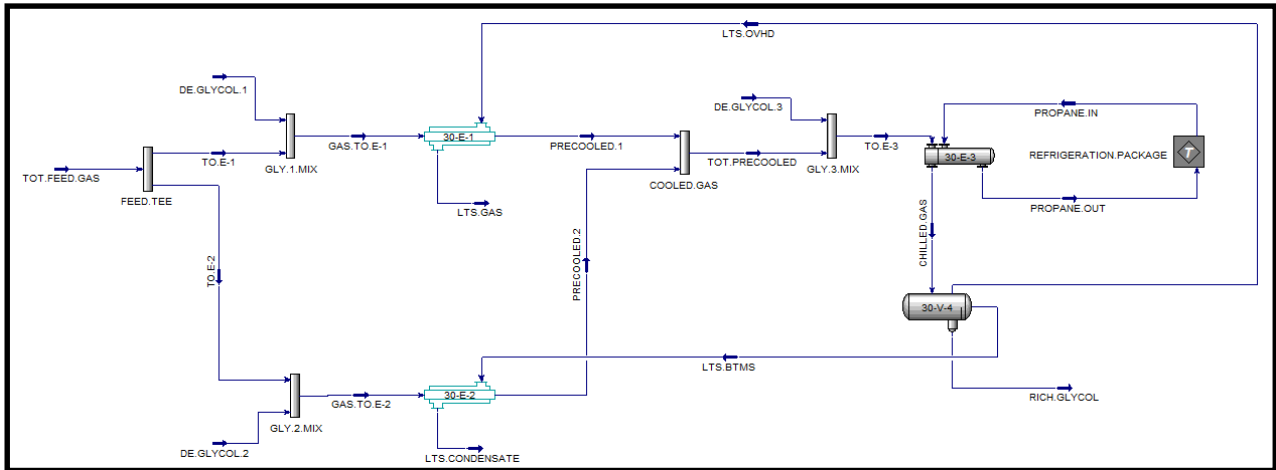 LTS.OVHD
DE.GLYCOL.1
DE.GLYCOL.3
PROPANE.IN
30-E-1
GAS.TO.E-1
PRECOOLED.1
TO.E-3
TO.E-1
GLY.1.MIX
TOT.PRECOOLED
GLY.3.MIX
30-E-3
T
REFRIGERATION.PACKAGE
TOT.FEED.GAS
COOLED.GAS
FEED.TEE
LTS.GAS
PROPANE.OUT
CHILLED.GAS
TO.E-2
PRECOOLED.2
30-V-4
LTS.BTMS
30-E-2
GAS.TO.E-2
RICH.GLYCOL
GLY.2.MIX
DE.GLYCOL.2
LTS.CONDENSATE